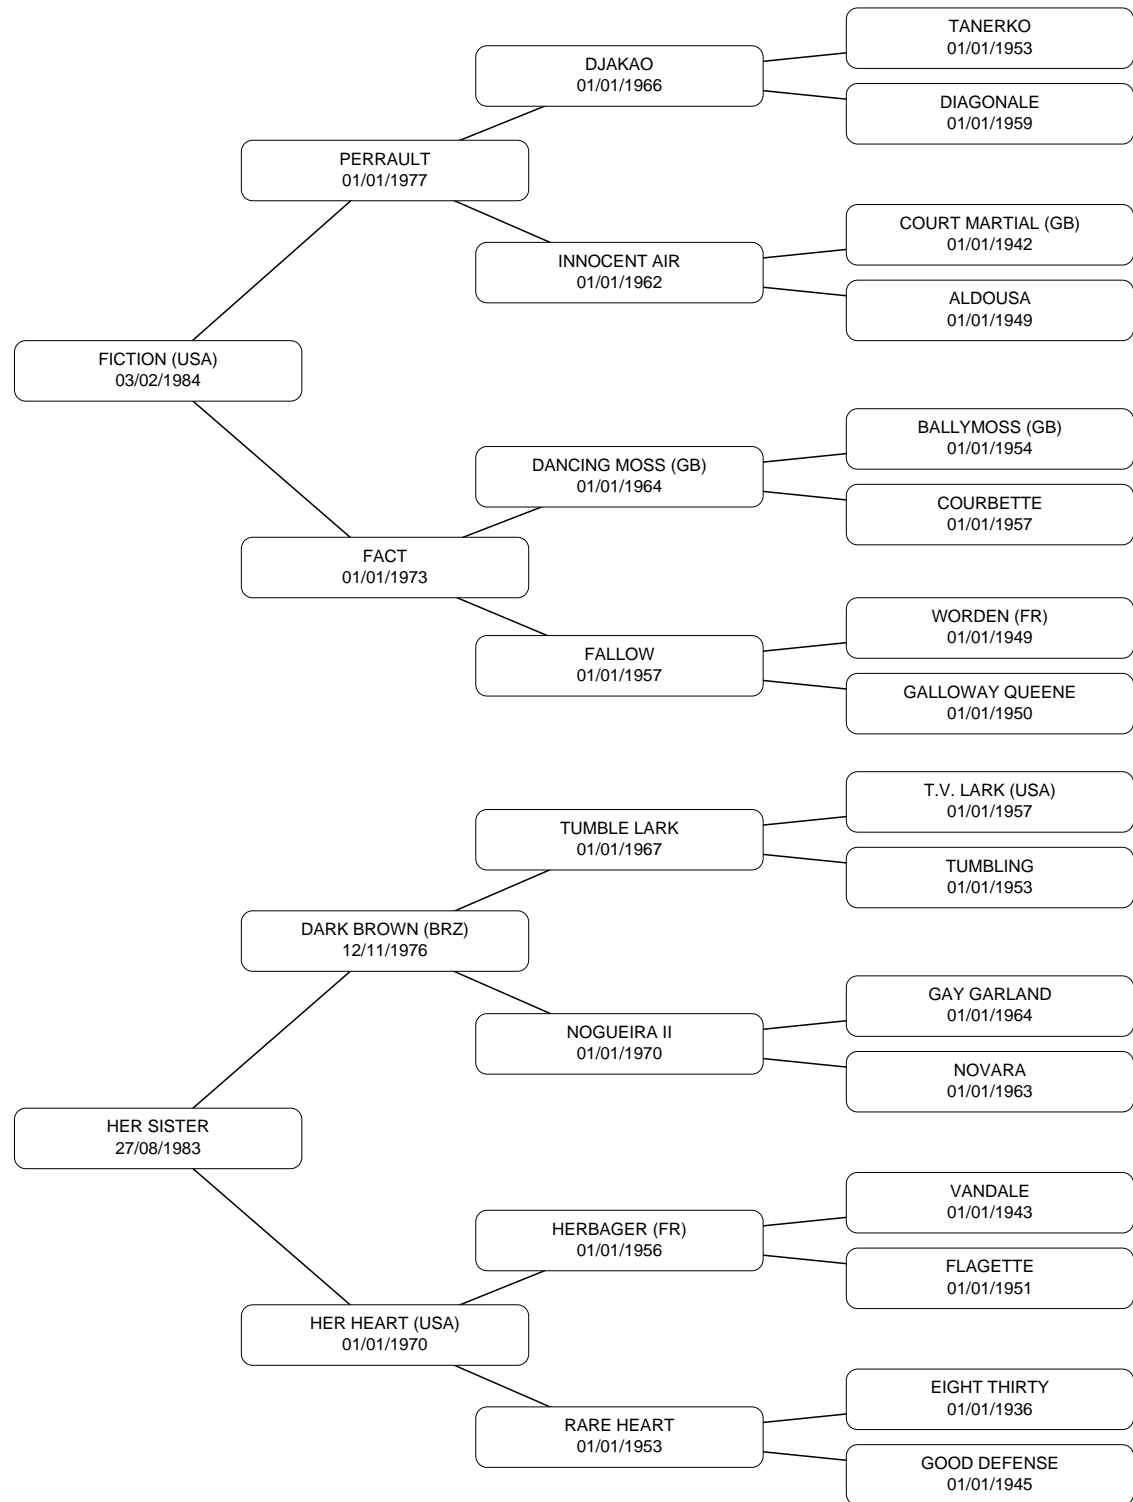 TANERKO
01/01/1953
DJAKAO
01/01/1966
DIAGONALE
01/01/1959
PERRAULT
01/01/1977
COURT MARTIAL (GB)
01/01/1942
INNOCENT AIR
01/01/1962
ALDOUSA
01/01/1949
FICTION (USA)
03/02/1984
BALLYMOSS (GB)
01/01/1954
DANCING MOSS (GB)
01/01/1964
COURBETTE
01/01/1957
FACT
01/01/1973
WORDEN (FR)
01/01/1949
FALLOW
01/01/1957
GALLOWAY QUEENE
01/01/1950
T.V. LARK (USA)
01/01/1957
TUMBLE LARK
01/01/1967
TUMBLING
01/01/1953
DARK BROWN (BRZ)
12/11/1976
GAY GARLAND
01/01/1964
NOGUEIRA II
01/01/1970
NOVARA
01/01/1963
HER SISTER
27/08/1983
VANDALE
01/01/1943
HERBAGER (FR)
01/01/1956
FLAGETTE
01/01/1951
HER HEART (USA)
01/01/1970
EIGHT THIRTY
01/01/1936
RARE HEART
01/01/1953
GOOD DEFENSE
01/01/1945